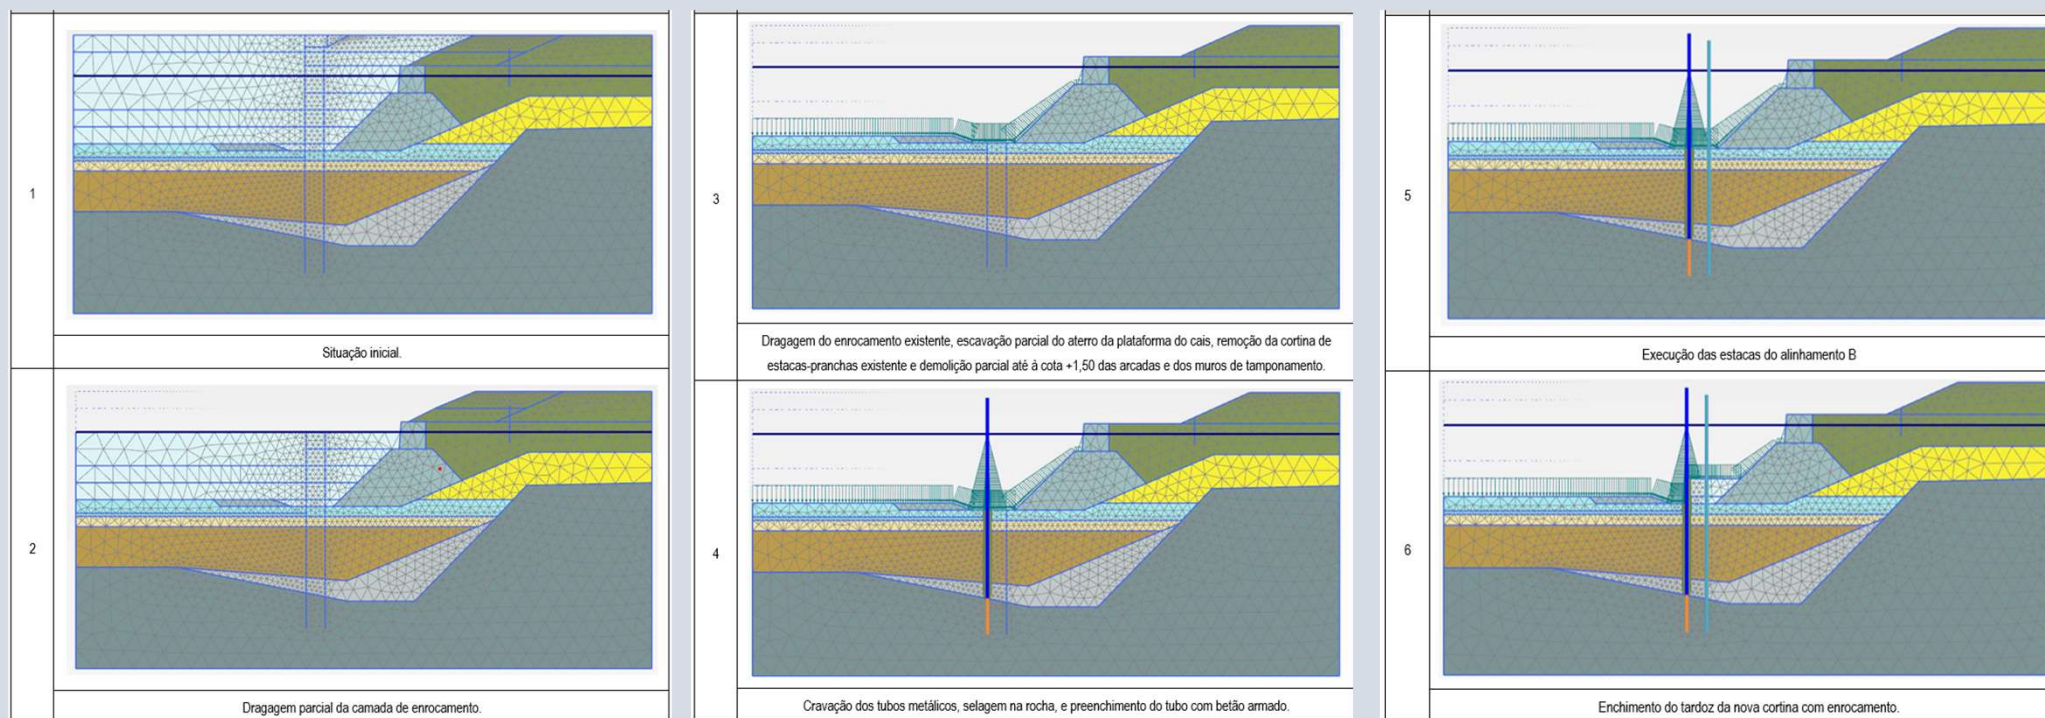 1
Situação inicial.
2
Dragagem parcial da camada de enrocamento.
3
Dragagem do enrocamento existente, escavação parcial do aterro da plataforma do cais, remoção da cortina de
estacas-pranchas existente e demolição parcial até à cota +1,50 das arcadas e dos muros de tamponamento.
4
Cravação dos tubos metálicos, selagem na rocha, e preenchimento do tubo com betão armado.
5
Execução das estacas do alinhamento B
6
Enchimento do tardoz da nova cortina com enrocamento.